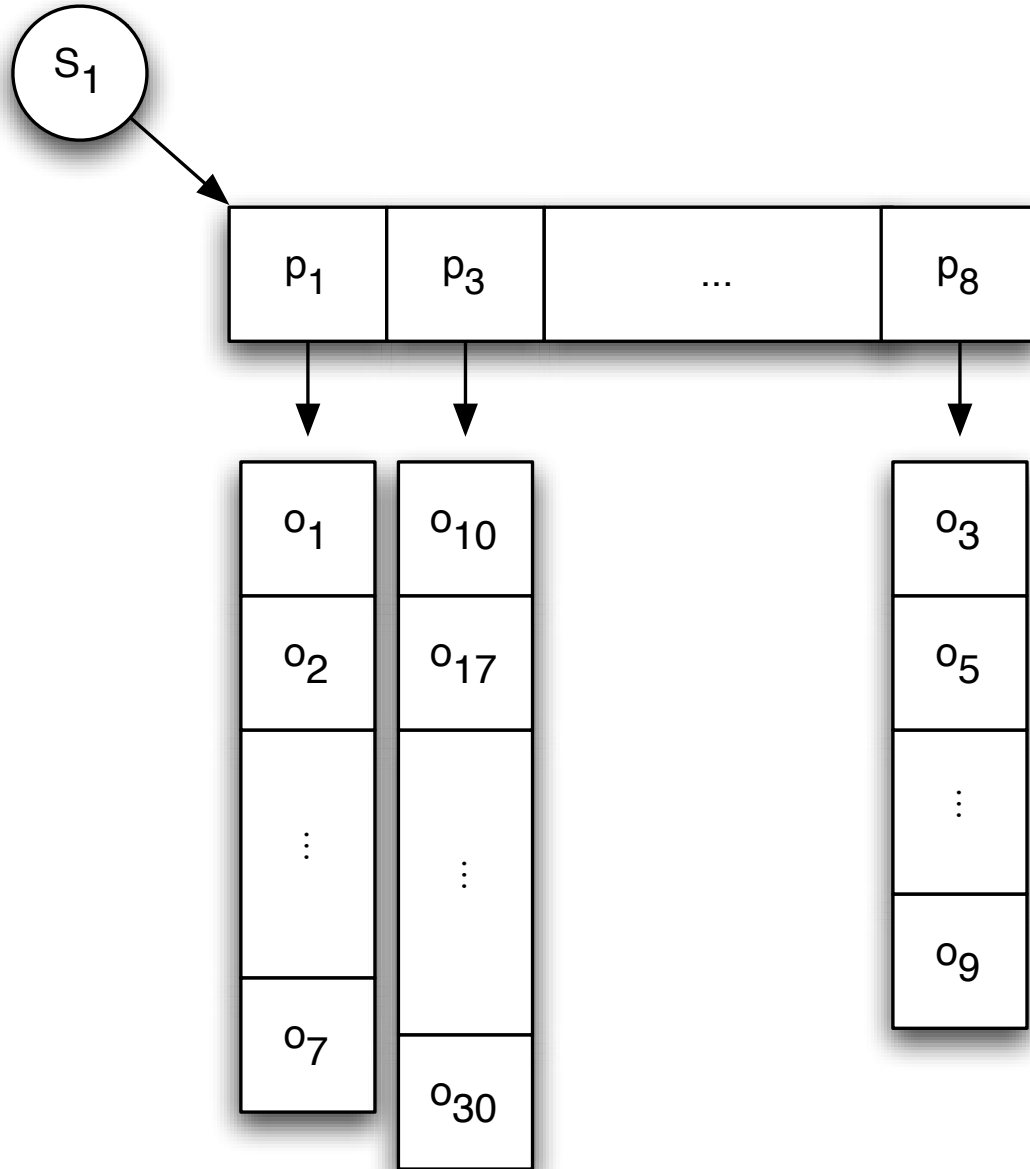 S₁
p₁ p₃ ... p₈
o₁ o₁₀ o₃
o₂ o₁₇ o₅
⋮ ⋮ ⋮
o₇ o₃₀ o₉